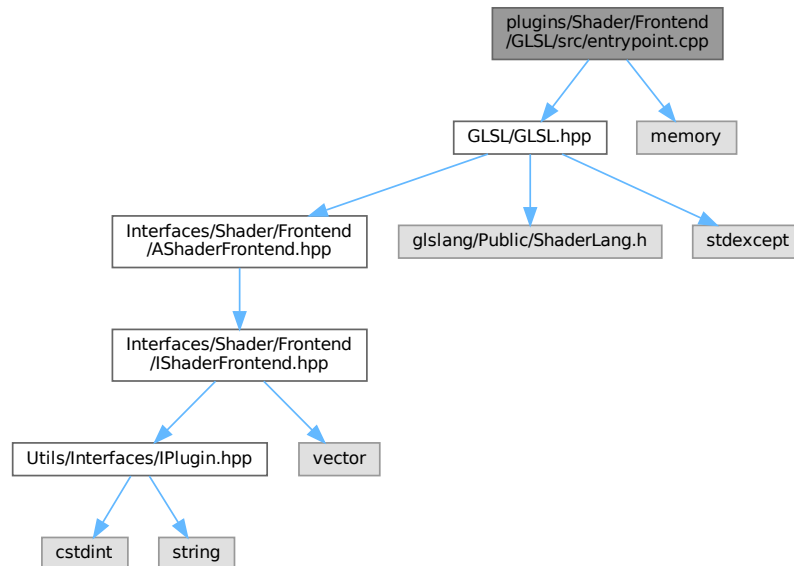 plugins/Shader/Frontend
/GLSL/src/entrypoint.cpp
GLSL/GLSL.hpp
memory
Interfaces/Shader/Frontend
/AShaderFrontend.hpp
glslang/Public/ShaderLang.h
stdexcept
Interfaces/Shader/Frontend
/IShaderFrontend.hpp
Utils/Interfaces/IPlugin.hpp
vector
cstdint
string